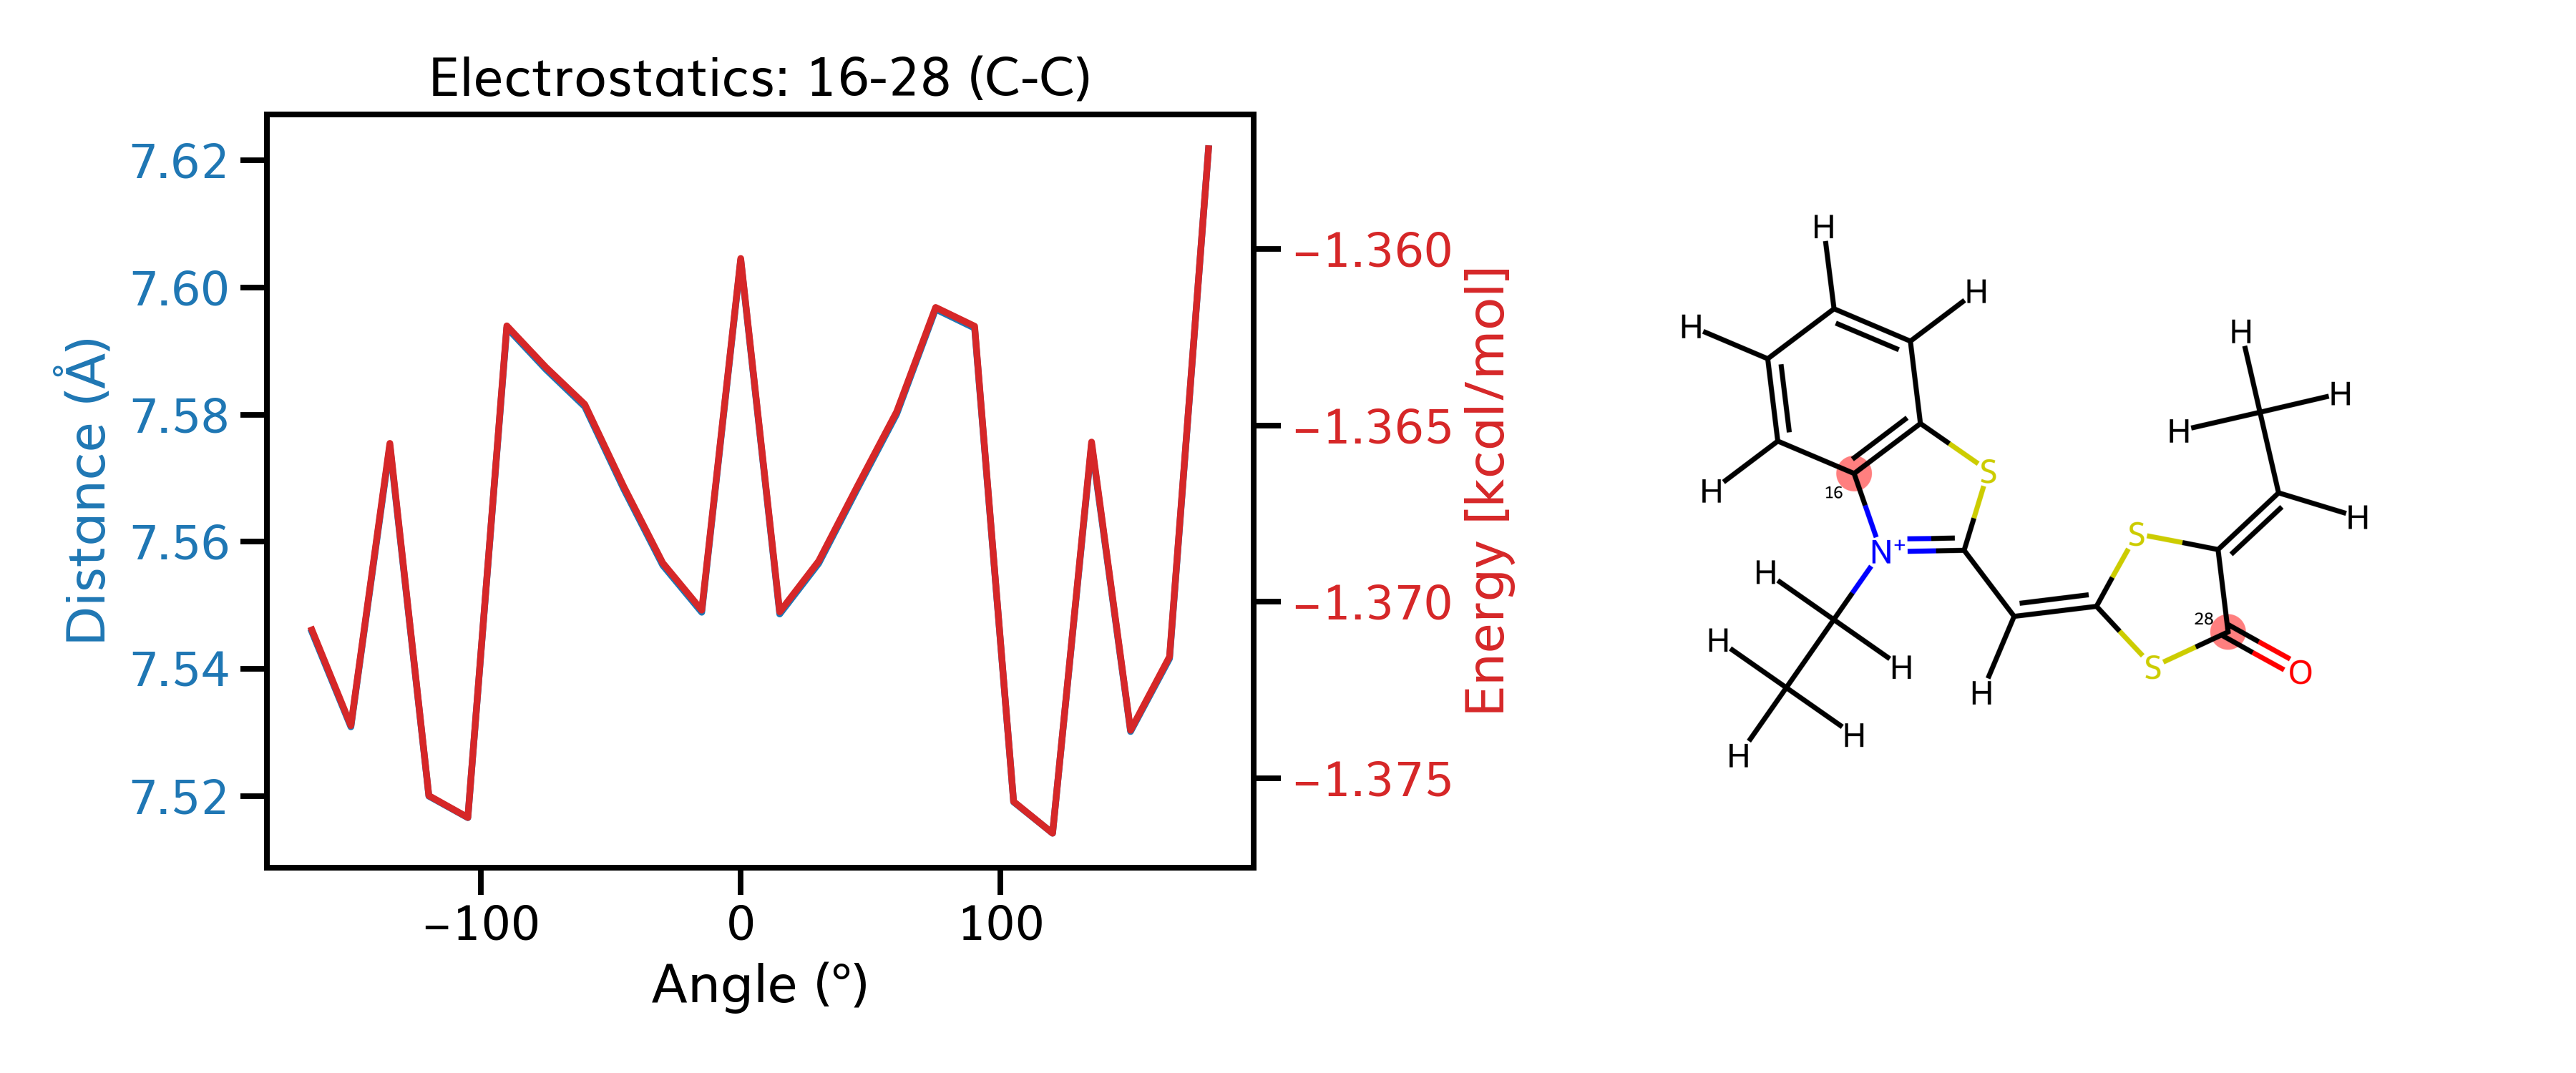 Electrostatics: 16-28 (C-C)
7.62
7.60
7.58
7.56
7.54
7.52
Distance (Å)
−1.360
−1.365
−1.370
−1.375
Energy [kcal/mol]
−100
0
100
Angle (°)
H
H
H
H
H
H
H
H
S
16
S
H
N+
H
28
H
S
O
H
H
H
H